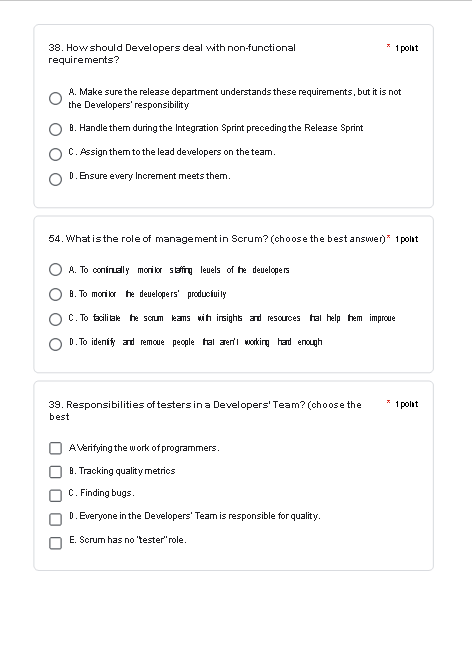 38. How should Developers deal with non-functional * 1 point
requirements?
A. Make sure the release department understands these requirements, but it is not
the Developers' responsibility
B. Handle them during the Integration Sprint preceding the Release Sprint
C. Assign them to the lead developers on the team.
D. Ensure every Increment meets them.
54. What is the role of management in Scrum? (choose the best answer) * 1 point
A. To continually monitor staffing levels of the developers
B. To monitor the developers' productivity
C. To facilitate the scrum teams with insights and resources that help them improve
D. To identify and remove people that aren't working hard enough
39. Responsibilities of testers in a Developers' Team? (choose the * 1 point
best
A Verifying the work of programmers.
B. Tracking quality metrics
C. Finding bugs.
D. Everyone in the Developers' Team is responsible for quality.
E. Scrum has no "tester" role.